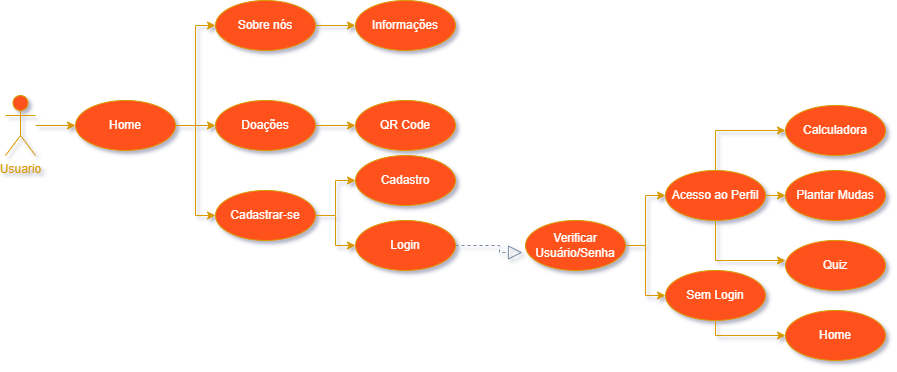 Usuario
Home
Sobre nós
Informações
Doações
QR Code
Cadastrar-se
Cadastro
Login
Verificar
Usuário/Senha
Acesso ao Perfil
Calculadora
Plantar Mudas
Quiz
Sem Login
Home